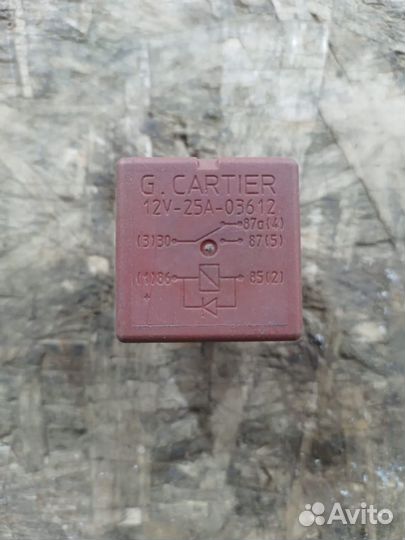 G. CARTIER
12V-25A-03612
87a(4)
(3)30 87(5)
(1)86 85(2)
Avito